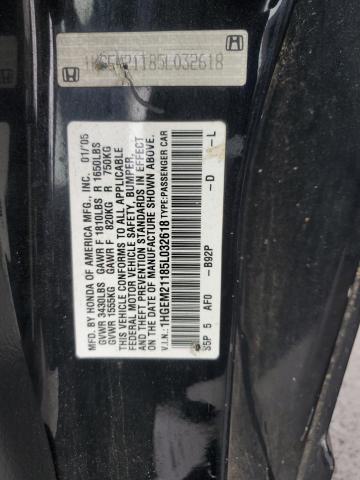 1HGEM21185L032618
MFD. BY HONDA OF AMERICA MFG., INC. 01/05
GVWR 3430LBS GAWR F 1810LBS R 1650LBS
GVWR 1555KG GAWR F 820KG R 750KG
THIS VEHICLE CONFORMS TO ALL APPLICABLE
FEDERAL MOTOR VEHICLE SAFETY, BUMPER,
AND THEFT PREVENTION STANDARDS IN EFFECT
ON THE DATE OF MANUFACTURE SHOWN ABOVE.
V.I.N.: 1HGEM21185L032618 TYPE:PASSENGER CAR
S5P 5 AF0 -B92P -D -L